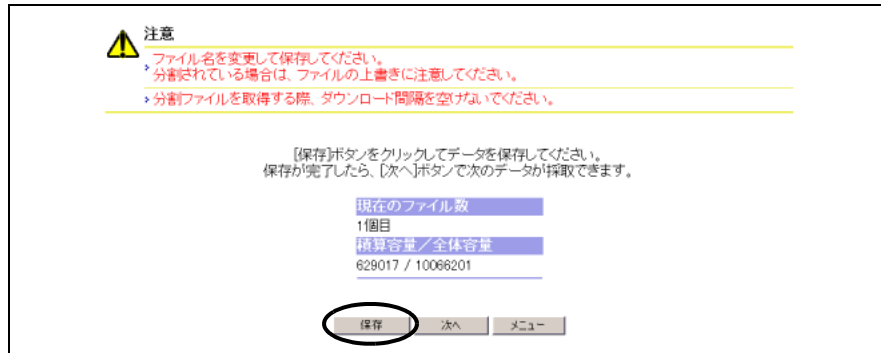 注意
ファイル名を変更して保存してください。
分割されている場合は、ファイルの上書きに注意してください。
分割ファイルを取得する際、ダウンロード間隔を空けないでください。
[保存]ボタンをクリックしてデータを保存してください。
保存が完了したら、[次へ]ボタンで次のデータが採取できます。
現在のファイル数
1個目
積算容量／全体容量
629017 / 10066201
保存 次へ メニュー